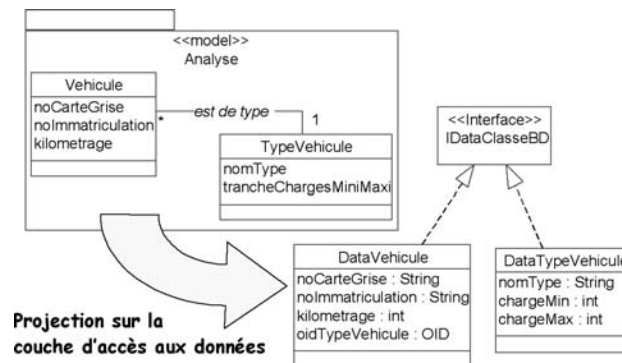 <<model>>
Analyse
Vehicule
noCarteGrise
noImmatriculation
kilometrage
*
est de type
1
TypeVehicule
nomType
trancheChargesMiniMaxi
<<Interface>>
IDataClasseBD
DataVehicule
noCarteGrise : String
noImmatriculation : String
kilometrage : int
oidTypeVehicule : OID
DataTypeVehicule
nomType : String
chargeMin : int
chargeMax : int
Projection sur la
couche d'accès aux données